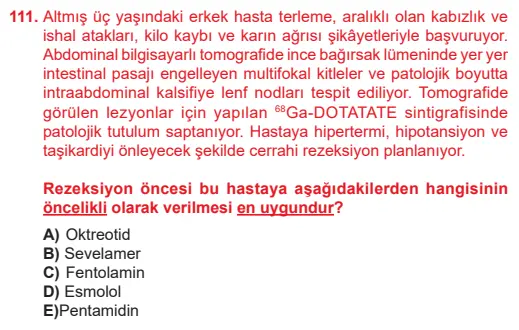 111. Altmış üç yaşındaki erkek hasta terleme, aralıklı olan kabızlık ve
ishal atakları, kilo kaybı ve karın ağrısı şikâyetleriyle başvuruyor.
Abdominal bilgisayarlı tomografide ince bağırsak lümeninde yer yer
intestinal pasajı engelleyen multifokal kitleler ve patolojik boyutta
intraabdominal kalsifiye lenf nodları tespit ediliyor. Tomografide
görülen lezyonlar için yapılan ⁶⁸Ga-DOTATATE sintigrafisinde
patolojik tutulum saptanıyor. Hastaya hipertermi, hipotansiyon ve
taşikardiyi önleyecek şekilde cerrahi rezeksiyon planlanıyor.
Rezeksiyon öncesi bu hastaya aşağıdakilerden hangisinin
öncelikli olarak verilmesi en uygundur?
A) Oktreotid
B) Sevelamer
C) Fentolamin
D) Esmolol
E)Pentamidin